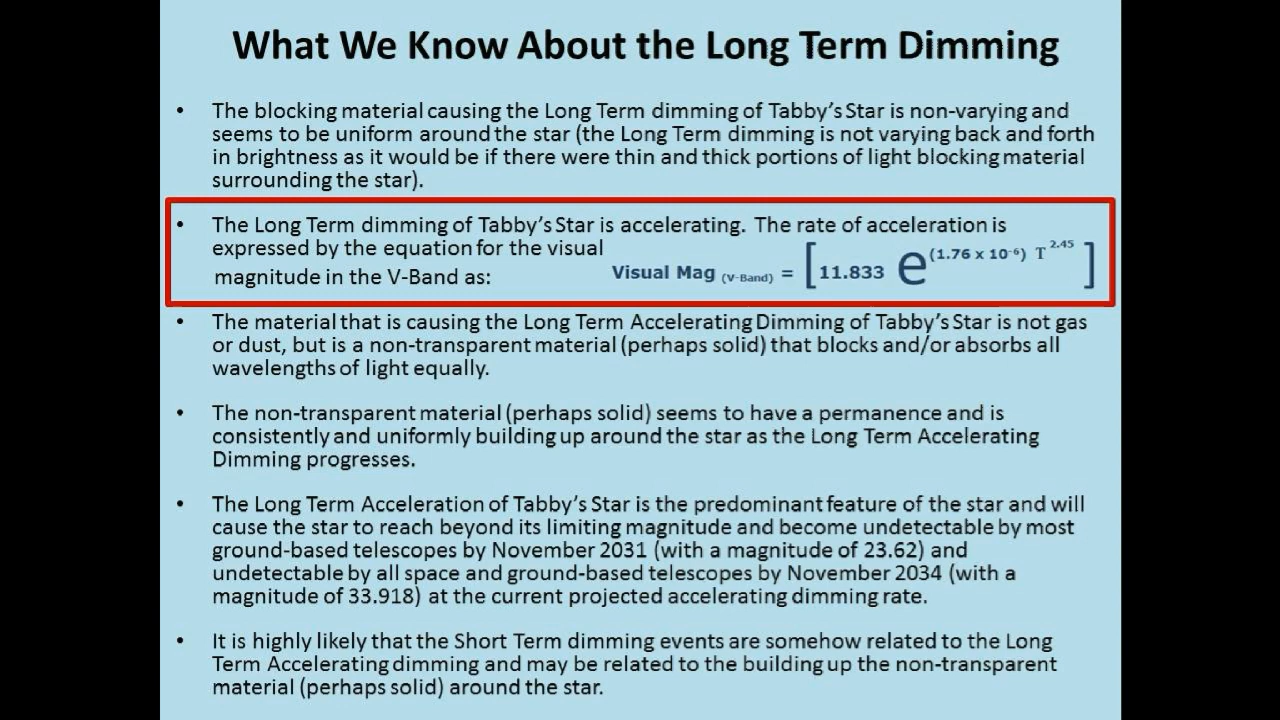 What We Know About the Long Term Dimming
• The blocking material causing the Long Term dimming of Tabby's Star is non-varying and
seems to be uniform around the star (the Long Term dimming is not varying back and forth
in brightness as it would be if there were thin and thick portions of light blocking material
surrounding the star).
• The Long Term dimming of Tabby's Star is accelerating. The rate of acceleration is
expressed by the equation for the visual
magnitude in the V-Band as:
Visual Mag (V-Band) = [11.833 e^(1.76 x 10⁻⁶) T^2.45]
• The material that is causing the Long Term Accelerating Dimming of Tabby's Star is not gas
or dust, but is a non-transparent material (perhaps solid) that blocks and/or absorbs all
wavelengths of light equally.
• The non-transparent material (perhaps solid) seems to have a permanence and is
consistently and uniformly building up around the star as the Long Term Accelerating
Dimming progresses.
• The Long Term Acceleration of Tabby's Star is the predominant feature of the star and will
cause the star to reach beyond its limiting magnitude and become undetectable by most
ground-based telescopes by November 2031 (with a magnitude of 23.62) and
undetectable by all space and ground-based telescopes by November 2034 (with a
magnitude of 33.918) at the current projected accelerating dimming rate.
• It is highly likely that the Short Term dimming events are somehow related to the Long
Term Accelerating dimming and may be related to the building up the non-transparent
material (perhaps solid) around the star.